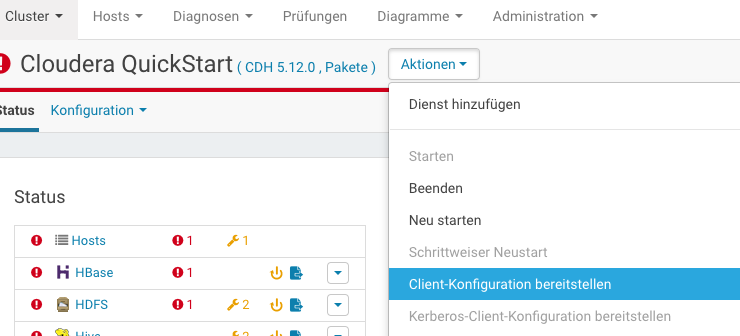 Cluster Hosts Diagnosen Prüfungen Diagramme Administration
Cloudera QuickStart ( CDH 5.12.0 , Pakete ) Aktionen
Status Konfiguration
Dienst hinzufügen
Starten
Beenden
Neu starten
Schrittweiser Neustart
Client-Konfiguration bereitstellen
Kerberos-Client-Konfiguration bereitstellen
Status
Hosts 1 1
HBase 1
HDFS 1 2
Hive 2